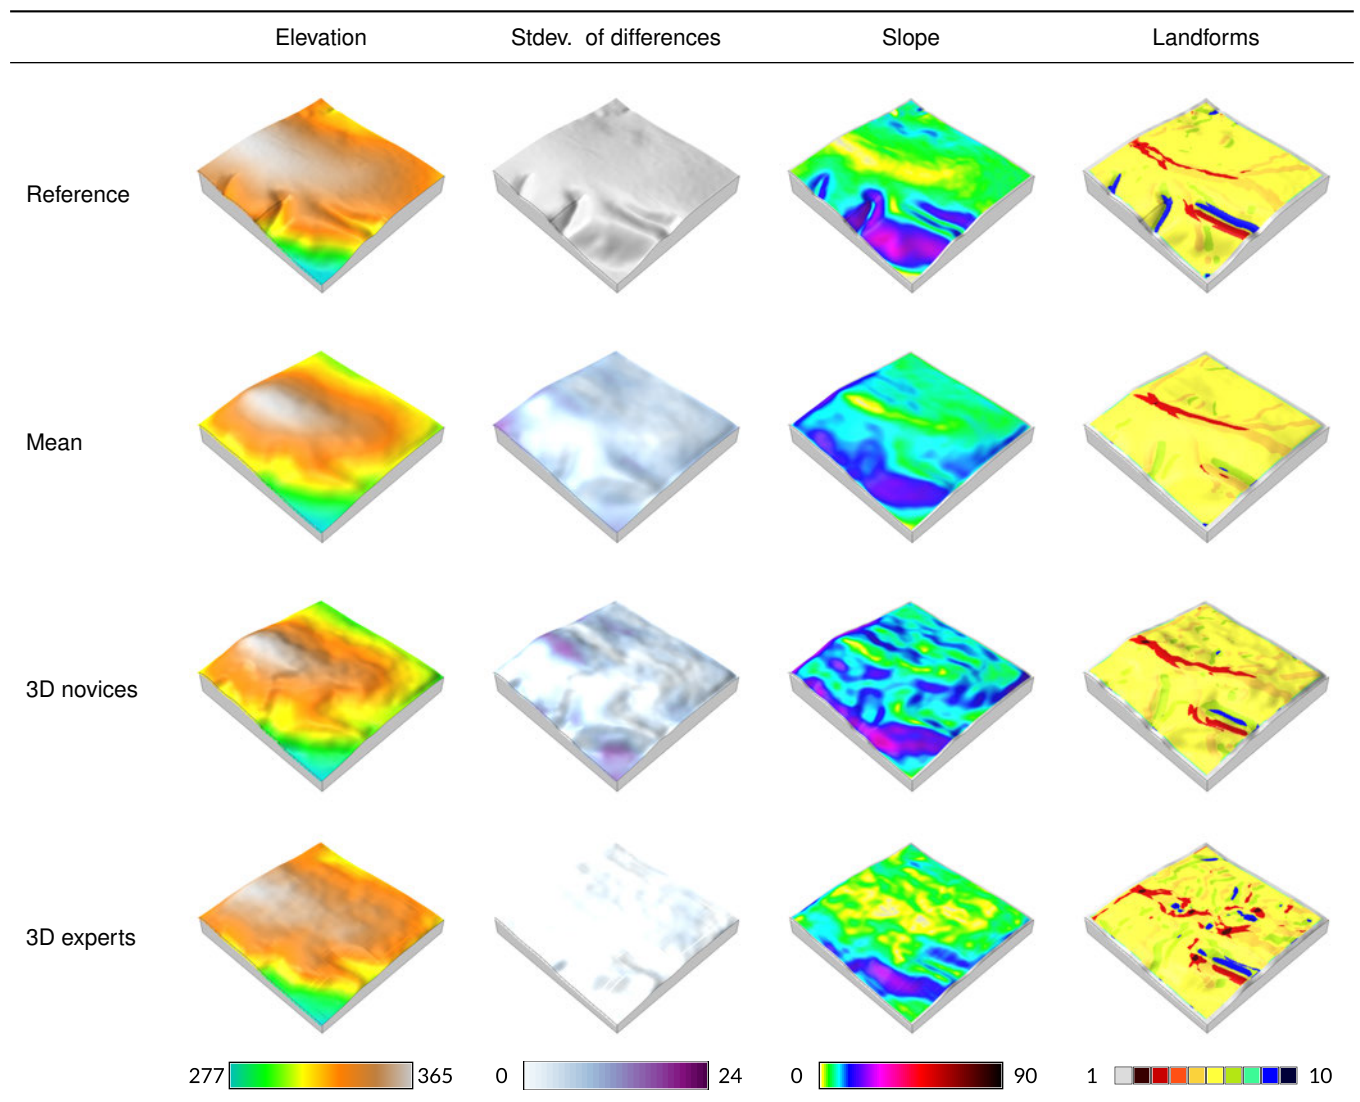 Elevation Stdev. of differences Slope Landforms
Reference
Mean
3D novices
3D experts
277 365 0 24 0 90 1 10